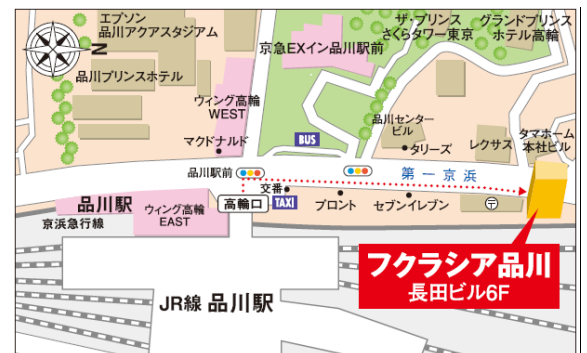 エプソン
品川アクアスタジアム
N
品川プリンスホテル
京急EXイン品川駅前
ザ・プリンス
さくらタワー東京
グランドプリンス
ホテル高輪
ウィング高輪
WEST
マクドナルド
BUS
品川センター
ビル
タリーズ
レクサス
タマホーム
本社ビル
品川駅前
第一京浜
交番
高輪口
TAXI
プロント
セブンイレブン
〒
品川駅
京浜急行線
ウィング高輪
EAST
フクラシア品川
長田ビル6F
JR線 品川駅